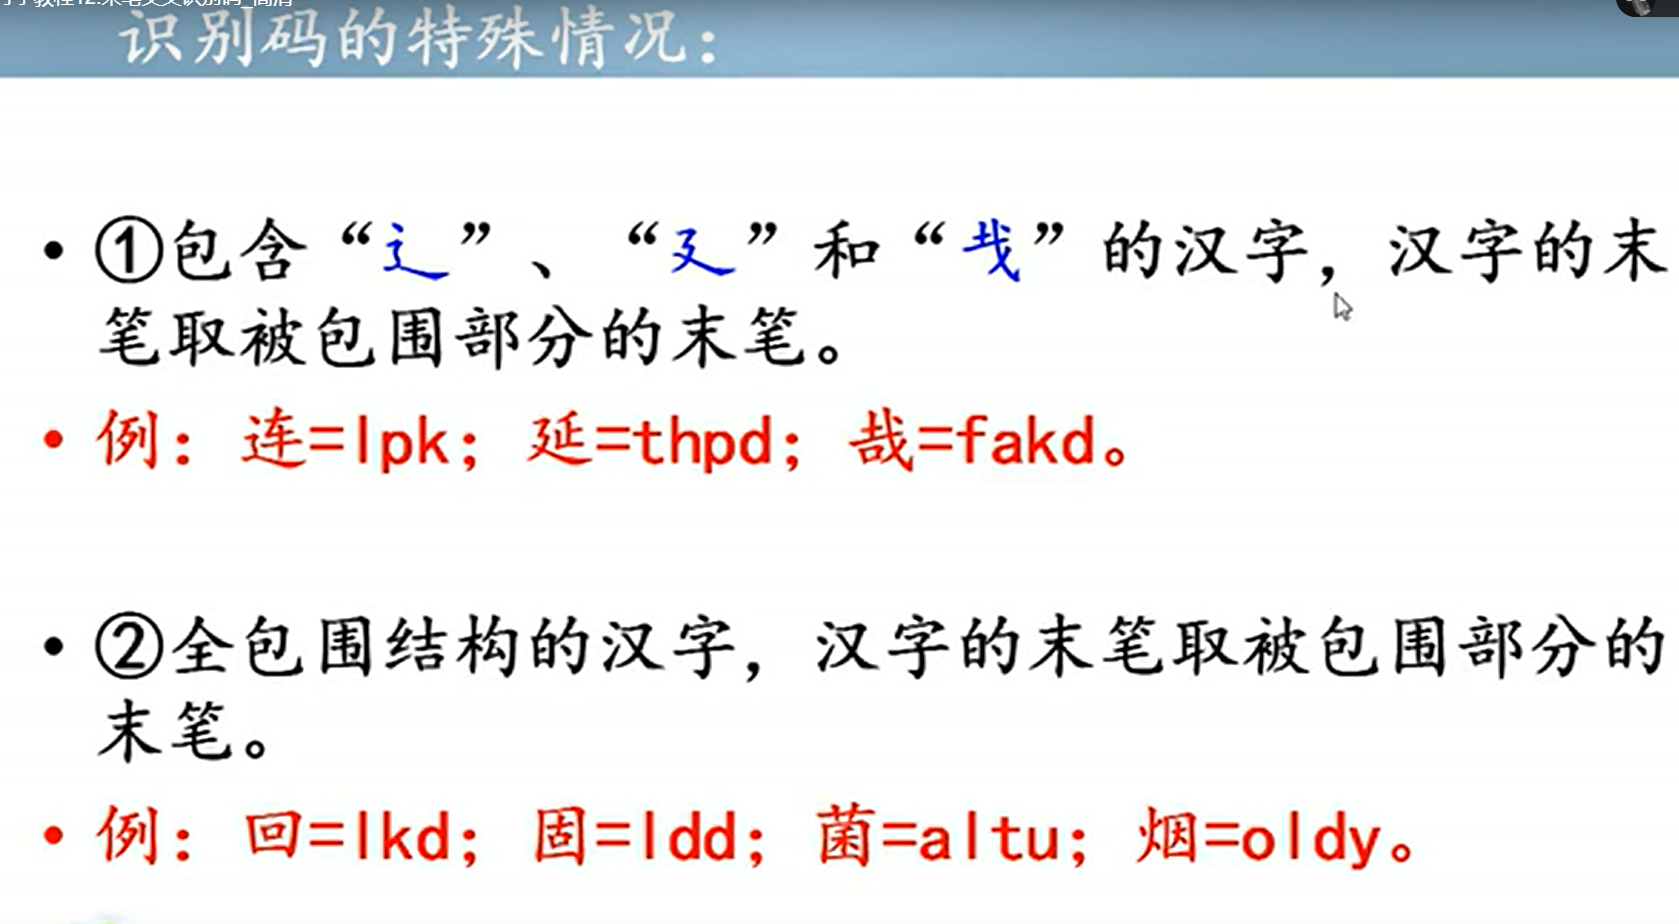 识别码的特殊情况：
• ①包含“辶”、“廴”和“𢦏”的汉字，汉字的末
笔取被包围部分的末笔。
• 例：连=lpk；延=thpd；哉=fakd。
• ②全包围结构的汉字，汉字的末笔取被包围部分的
末笔。
• 例：回=lkd；固=ldd；菌=altu；烟=oldy。